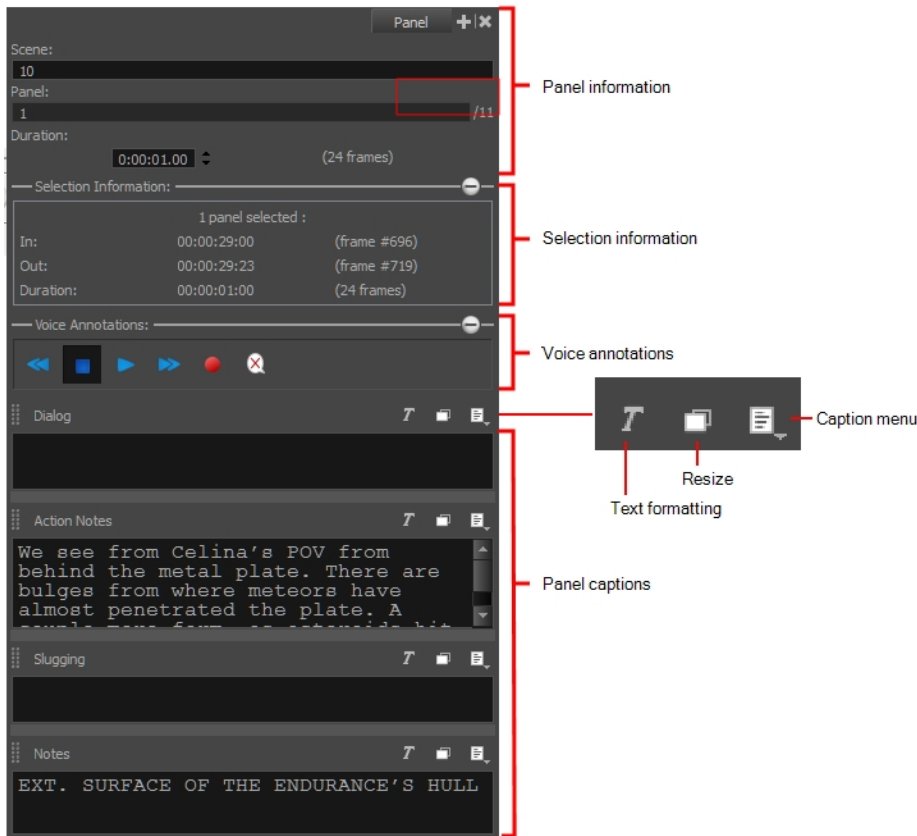 Panel
Scene:
10
Panel:
1 /11
Duration:
0:00:01.00 (24 frames)
Selection Information:
1 panel selected :
In: 00:00:29:00 (frame #696)
Out: 00:00:29:23 (frame #719)
Duration: 00:00:01:00 (24 frames)
Voice Annotations:
Dialog
Action Notes
We see from Celina's POV from
behind the metal plate. There are
bulges from where meteors have
almost penetrated the plate. A
Slugging
Notes
EXT. SURFACE OF THE ENDURANCE'S HULL
Panel information
Selection information
Voice annotations
Caption menu
Resize
Text formatting
Panel captions